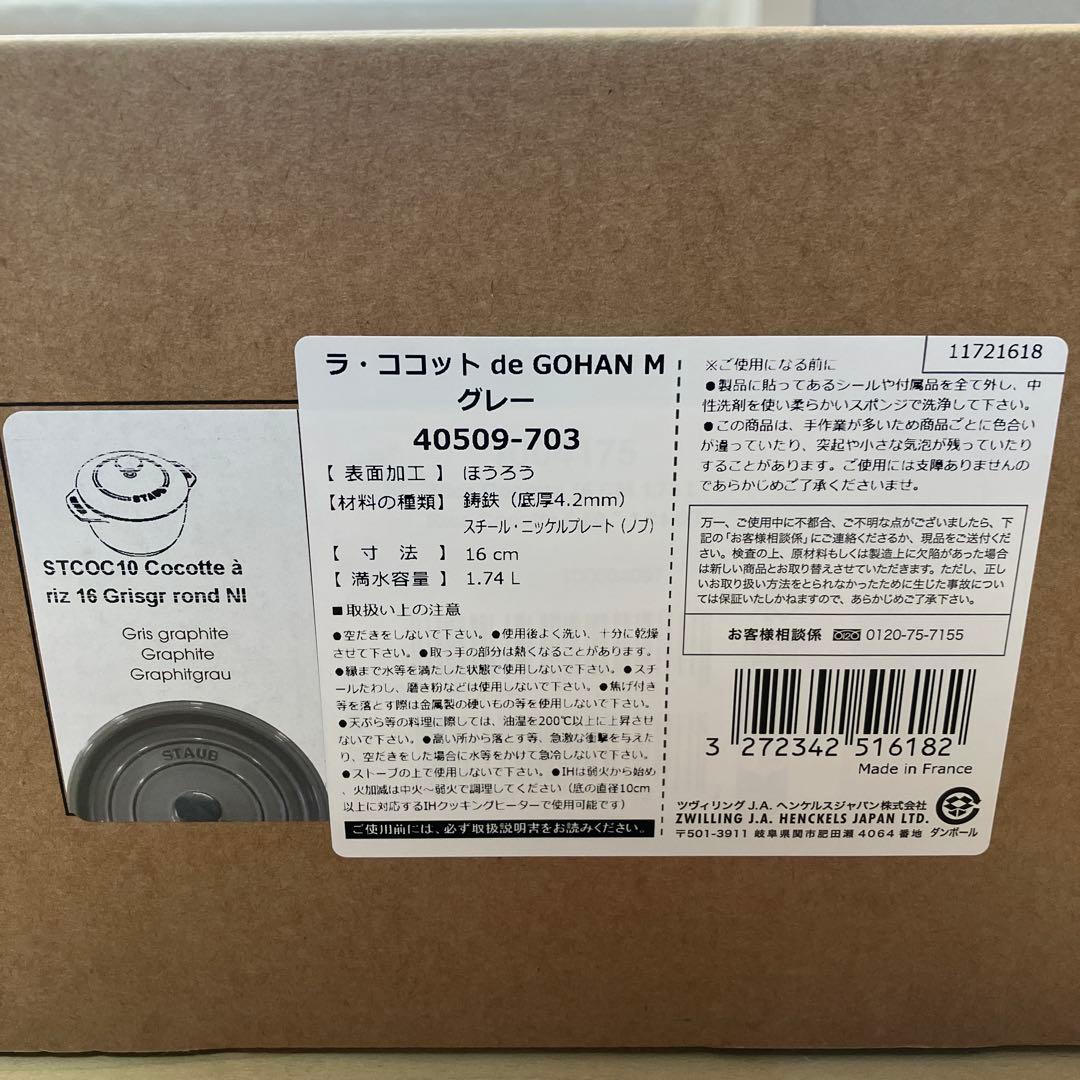 STAUB
STCOC10 Cocotte à
riz 16 Grisgr rond NI
Gris graphite
Graphite
Graphitgrau
STAUB
ラ・ココット de GOHAN M
グレー
40509-703
【 表面加工 】 ほうろう
【材料の種類】 鋳鉄（底厚4.2mm）
スチール・ニッケルプレート（ノブ）
【 寸 法 】 16 cm
【 満水容量 】 1.74 L
■取扱い上の注意
●空だきをしないで下さい。●使用後よく洗い、十分に乾燥
させて下さい。●取っ手の部分は熱くなることがあります。
●縁まで水等を満たした状態で使用しないで下さい。●スチ
ールたわし、磨き粉などは使用しないで下さい。●焦げ付き
等を落とす際は金属製の硬いもの等を使用しないで下さい。
●天ぷら等の料理に際しては、油温を200℃以上に上昇させ
ないで下さい。●高い所から落とす等、急激な衝撃を与えた
り、空だきをした場合に水等をかけて急冷しないで下さい。
●ストーブの上で使用しないで下さい。●IHは弱火から始め
、火加減は中火～弱火で調理してください（底の直径10cm
以上に対応するIHクッキングヒーターで使用可能です）
ご使用前には、必ず取扱説明書をお読みください。
11721618
※ご使用になる前に
●製品に貼ってあるシールや付属品を全て外し、中
性洗剤を使い柔らかいスポンジで洗浄して下さい。
●この商品は、手作業が多いため商品ごとに色合い
が違っていたり、突起や小さな気泡が残っていたり
することがあります。ご使用には支障ありませんの
であらかじめご了承くださいませ。
万一、ご使用中に不都合、ご不明な点がございましたら、下
記の「お客様相談係」にご連絡くださるか、現品をご送付くだ
さい。検査の上、原材料もしくは製造上に欠陥があった場合
は新しい商品とお取り替えさせていただきます。ただし、正し
いお取り扱い方法をとられなかったために生じた事故につい
ては保証いたしかねますので、あらかじめご了承下さい。
お客様相談係 0120-75-7155
3 272342 516182
Made in France
ツヴィリング J.A. ヘンケルスジャパン株式会社
ZWILLING J.A. HENCKELS JAPAN LTD.
〒501-3911 岐阜県関市肥田瀬 4064 番地
ダンボール